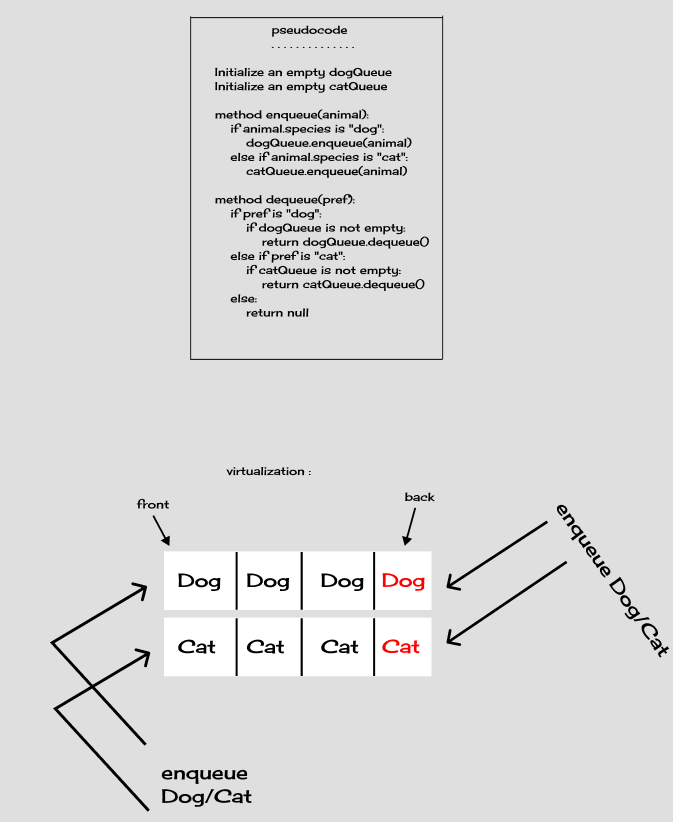 pseudocode
. . . . . . . . . . . . . .
Initialize an empty dogQueue
Initialize an empty catQueue
method enqueue(animal):
if animal.species is "dog":
dogQueue.enqueue(animal)
else if animal.species is "cat":
catQueue.enqueue(animal)
method dequeue(pref):
if pref is "dog":
if dogQueue is not empty:
return dogQueue.dequeue()
else if pref is "cat":
if catQueue is not empty:
return catQueue.dequeue()
else:
return null
virtualization :
front
back
enqueue Dog/Cat
Dog Dog Dog Dog
Cat Cat Cat Cat
enqueue
Dog/Cat